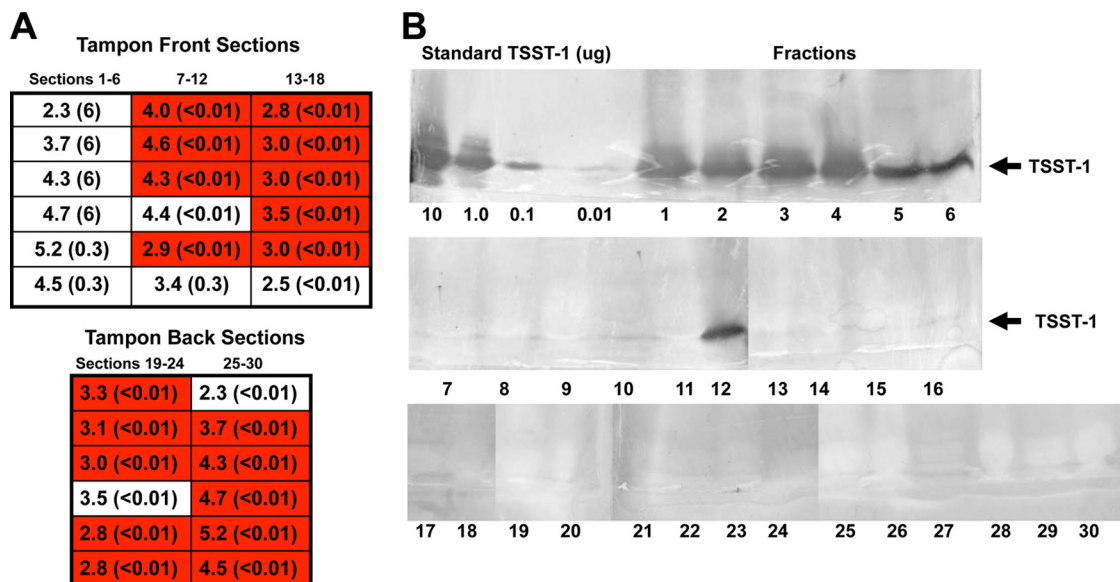 A
Tampon Front Sections
Sections 1-6 7-12 13-18
2.3 (6) 4.0 (<0.01) 2.8 (<0.01)
3.7 (6) 4.6 (<0.01) 3.0 (<0.01)
4.3 (6) 4.3 (<0.01) 3.0 (<0.01)
4.7 (6) 4.4 (<0.01) 3.5 (<0.01)
5.2 (0.3) 2.9 (<0.01) 3.0 (<0.01)
4.5 (0.3) 3.4 (0.3) 2.5 (<0.01)
Tampon Back Sections
Sections 19-24 25-30
3.3 (<0.01) 2.3 (<0.01)
3.1 (<0.01) 3.7 (<0.01)
3.0 (<0.01) 4.3 (<0.01)
3.5 (<0.01) 4.7 (<0.01)
2.8 (<0.01) 5.2 (<0.01)
2.8 (<0.01) 4.5 (<0.01)
B
Standard TSST-1 (ug) Fractions
TSST-1
10 1.0 0.1 0.01 1 2 3 4 5 6
TSST-1
7 8 9 10 11 12 13 14 15 16
17 18 19 20 21 22 23 24 25 26 27 28 29 30